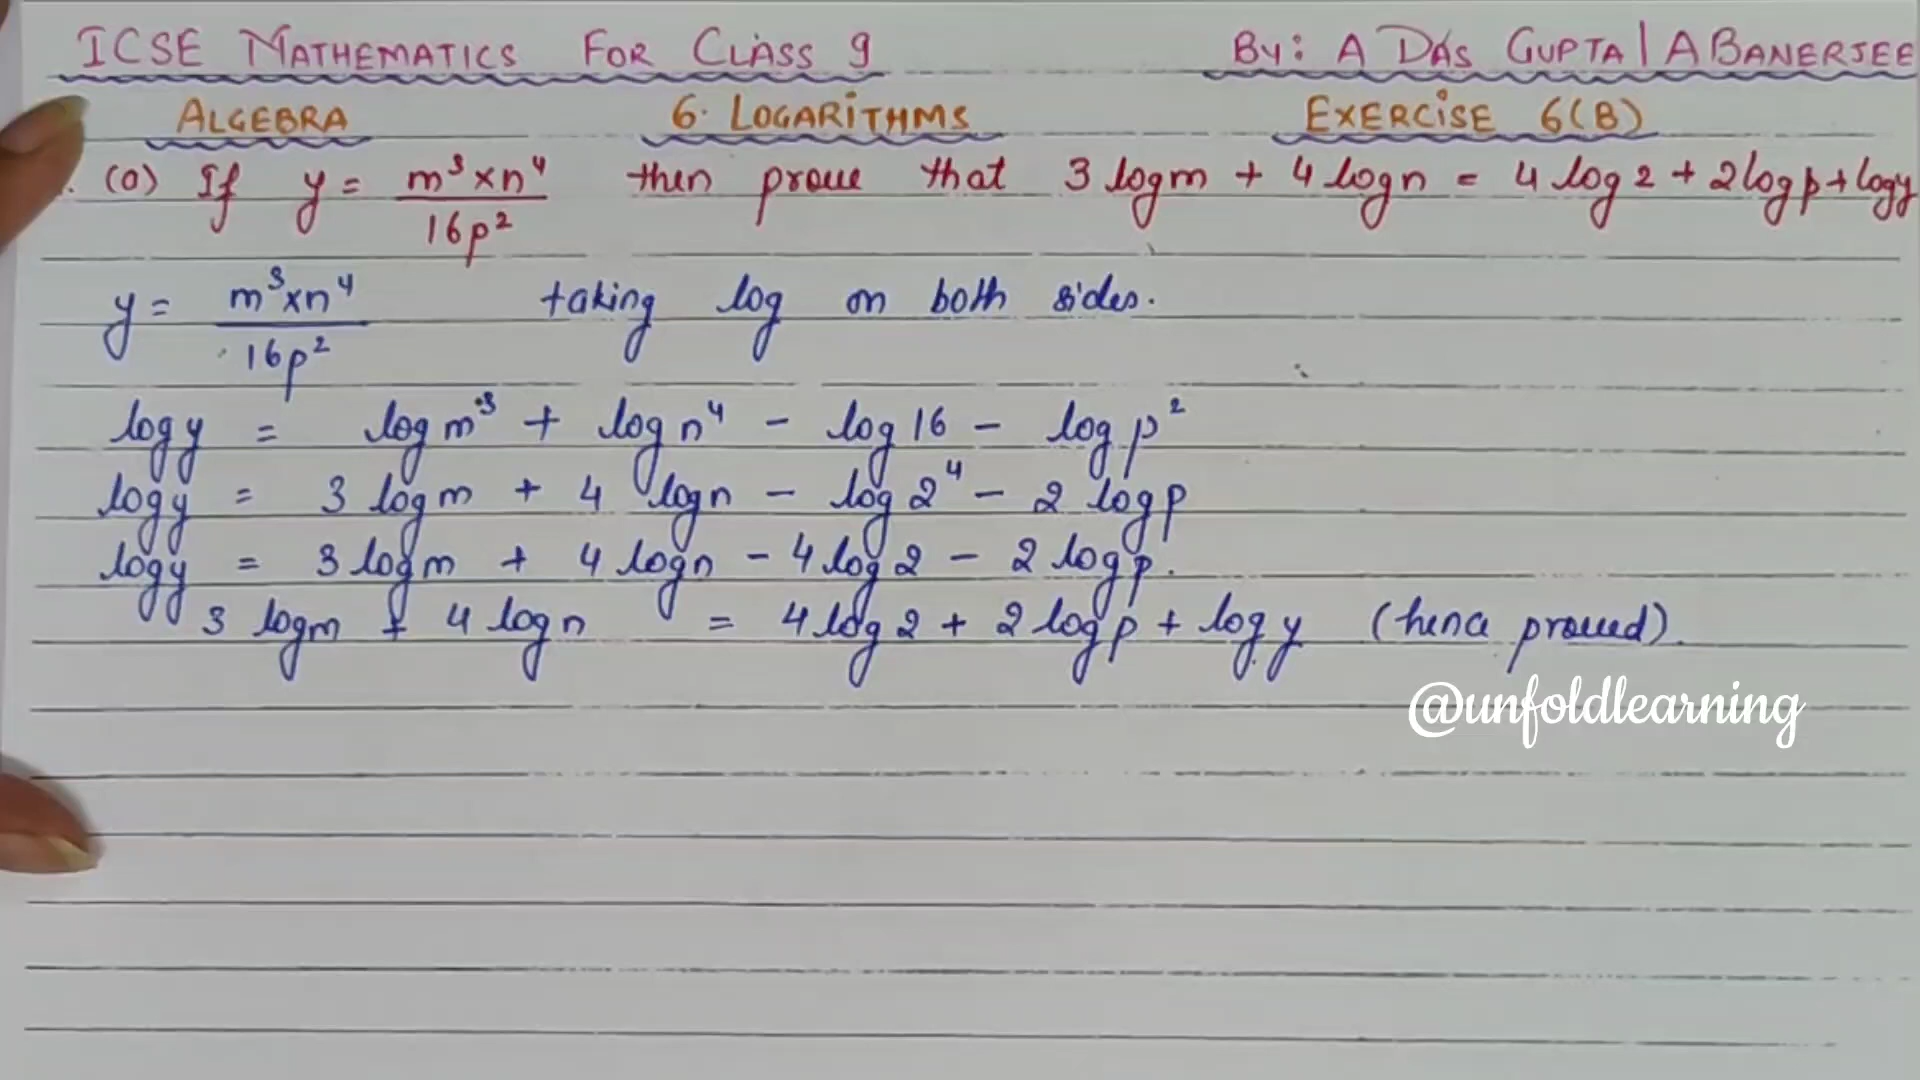 ICSE MATHEMATICS FOR CLASS 9 BY: A DAS GUPTA | A BANERJEE
ALGEBRA 6. LOGARITHMS EXERCISE 6(B)
. (a) If y = m³×n⁴ / 16p² then prove that 3 log m + 4 log n = 4 log 2 + 2 log p + log y
y = m³×n⁴ / 16p² taking log on both sides.
log y = log m³ + log n⁴ - log 16 - log p²
log y = 3 log m + 4 log n - log 2⁴ - 2 log p
log y = 3 log m + 4 log n - 4 log 2 - 2 log p.
3 log m + 4 log n = 4 log 2 + 2 log p + log y (hence proved).
@unfoldlearning